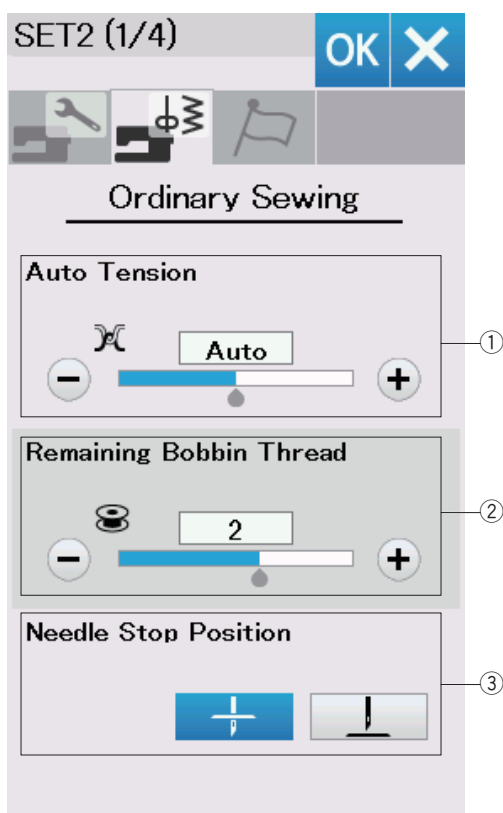 SET2 (1/4)
OK
Ordinary Sewing
Auto Tension
①
Auto
Remaining Bobbin Thread
②
2
Needle Stop Position
③